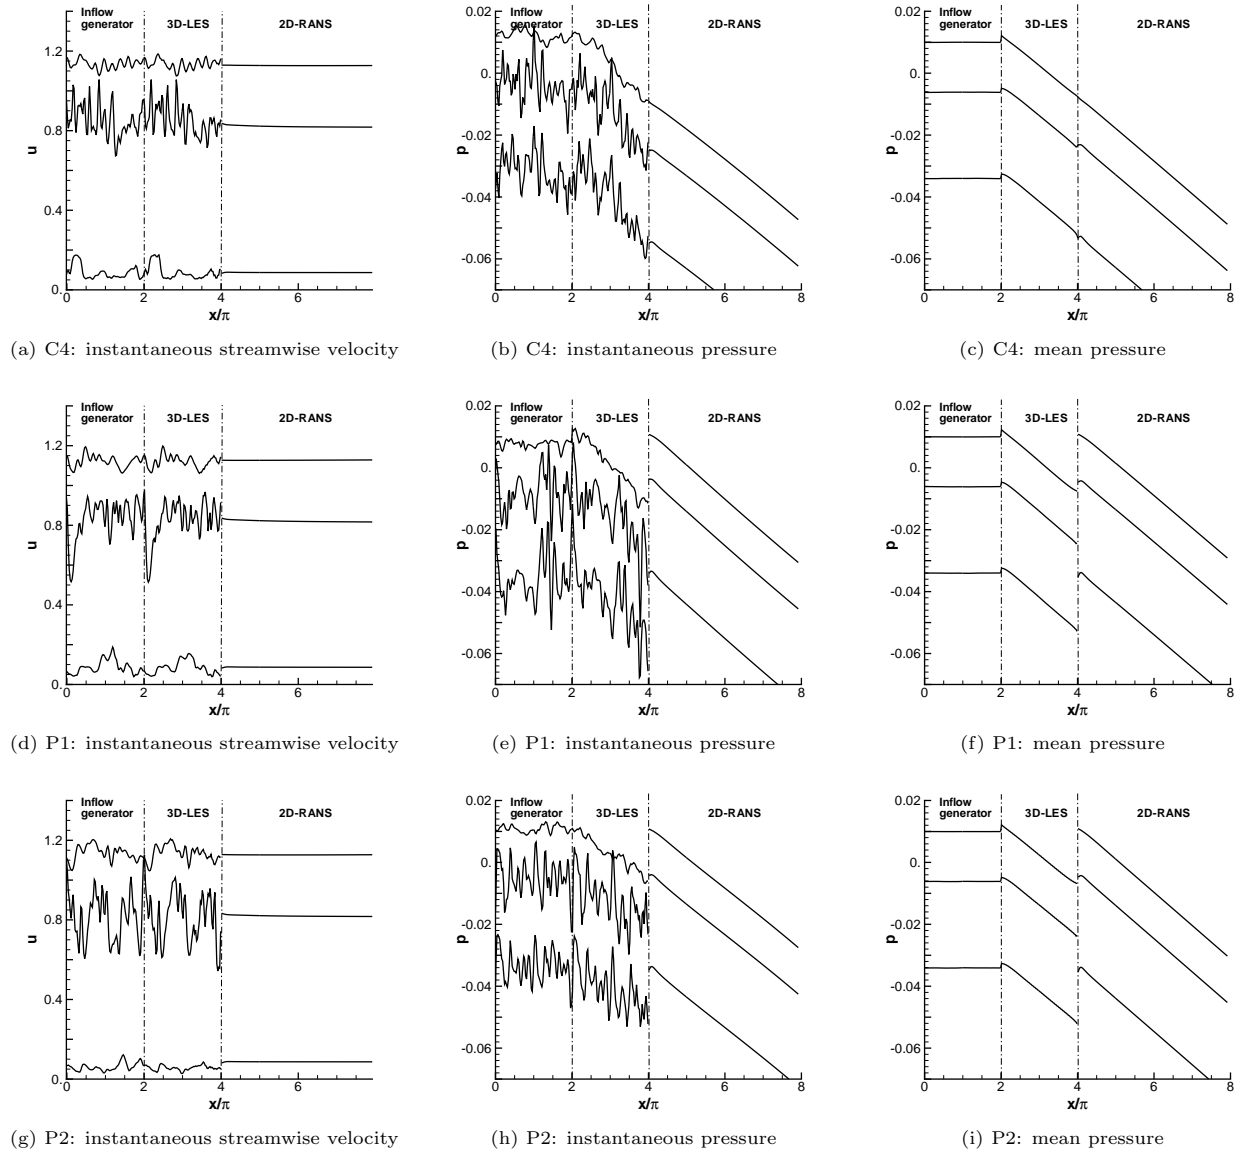 Inflow generator 3D-LES 2D-RANS
u
1.2
0.8
0.4
0.
0 2 4 6
x/π
(a) C4: instantaneous streamwise velocity
Inflow generator 3D-LES 2D-RANS
p
0.02
0.
-0.02
-0.04
-0.06
0 2 4 6 8
x/π
(b) C4: instantaneous pressure
Inflow generator 3D-LES 2D-RANS
p
0.02
0.
-0.02
-0.04
-0.06
0 2 4 6 8
x/π
(c) C4: mean pressure
Inflow generator 3D-LES 2D-RANS
u
1.2
0.8
0.4
0.
0 2 4 6
x/π
(d) P1: instantaneous streamwise velocity
Inflow generator 3D-LES 2D-RANS
p
0.02
0.
-0.02
-0.04
-0.06
0 2 4 6 8
x/π
(e) P1: instantaneous pressure
Inflow generator 3D-LES 2D-RANS
p
0.02
0.
-0.02
-0.04
-0.06
0 2 4 6 8
x/π
(f) P1: mean pressure
Inflow generator 3D-LES 2D-RANS
u
1.2
0.8
0.4
0.
0 2 4 6
x/π
(g) P2: instantaneous streamwise velocity
Inflow generator 3D-LES 2D-RANS
p
0.02
0.
-0.02
-0.04
-0.06
0 2 4 6 8
x/π
(h) P2: instantaneous pressure
Inflow generator 3D-LES 2D-RANS
p
0.02
0.
-0.02
-0.04
-0.06
0 2 4 6 8
x/π
(i) P2: mean pressure